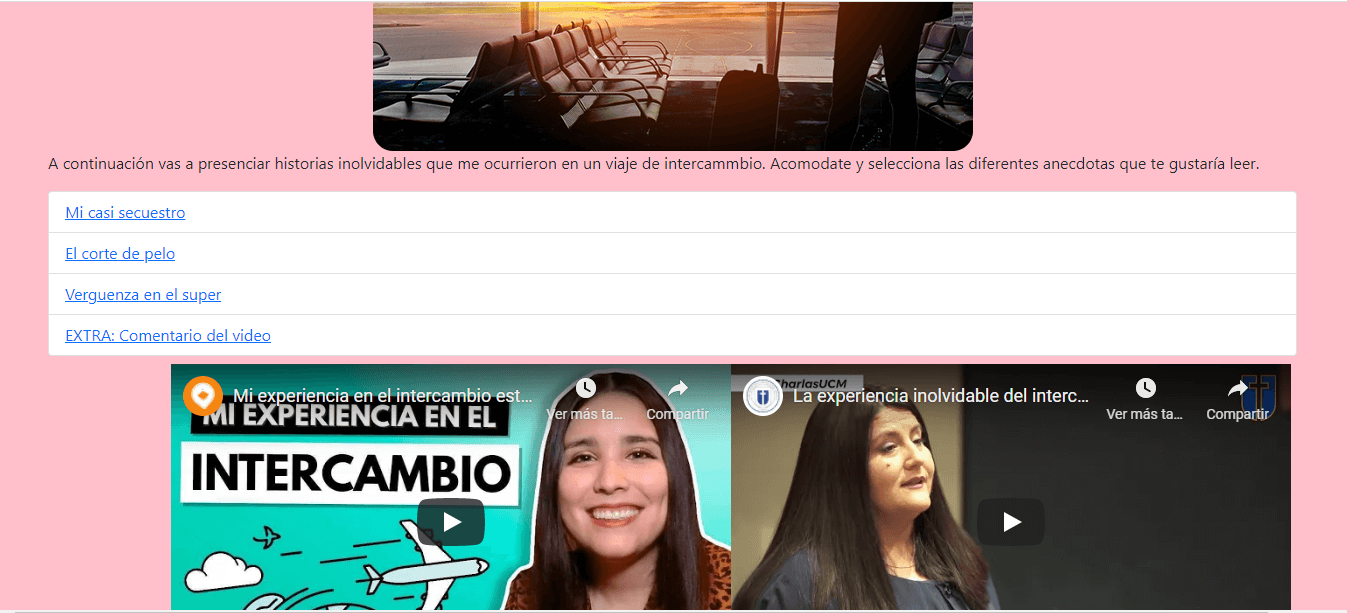 A continuación vas a presenciar historias inolvidables que me ocurrieron en un viaje de intercammbio. Acomodate y selecciona las diferentes anecdotas que te gustaría leer.
Mi casi secuestro
El corte de pelo
Verguenza en el super
EXTRA: Comentario del video
Mi experiencia en el intercambio est...
Ver más ta...
Compartir
MI EXPERIENCIA EN EL
INTERCAMBIO
CharlasUCM
La experiencia inolvidable del interc...
Ver más ta...
Compartir